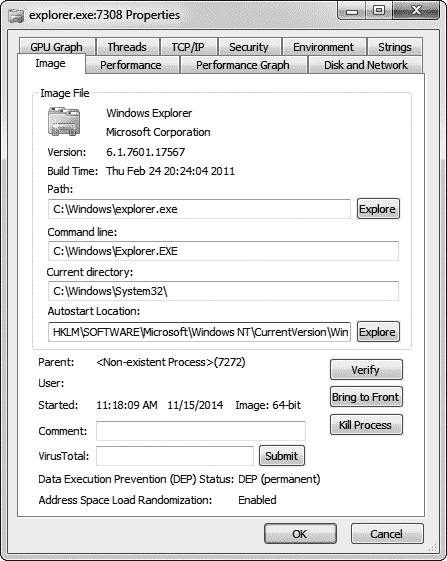 explorer.exe:7308 Properties
GPU Graph Threads TCP/IP Security Environment Strings
Image Performance Performance Graph Disk and Network
Image File
Windows Explorer
Microsoft Corporation
Version: 6.1.7601.17567
Build Time: Thu Feb 24 20:24:04 2011
Path:
C:\Windows\explorer.exe Explore
Command line:
C:\Windows\Explorer.EXE
Current directory:
C:\Windows\System32\
Autostart Location:
HKLM\SOFTWARE\Microsoft\Windows NT\CurrentVersion\Win Explore
Parent: <Non-existent Process>(7272) Verify
User:
Started: 11:18:09 AM 11/15/2014 Image: 64-bit Bring to Front
Comment: Kill Process
VirusTotal: Submit
Data Execution Prevention (DEP) Status: DEP (permanent)
Address Space Load Randomization: Enabled
OK Cancel